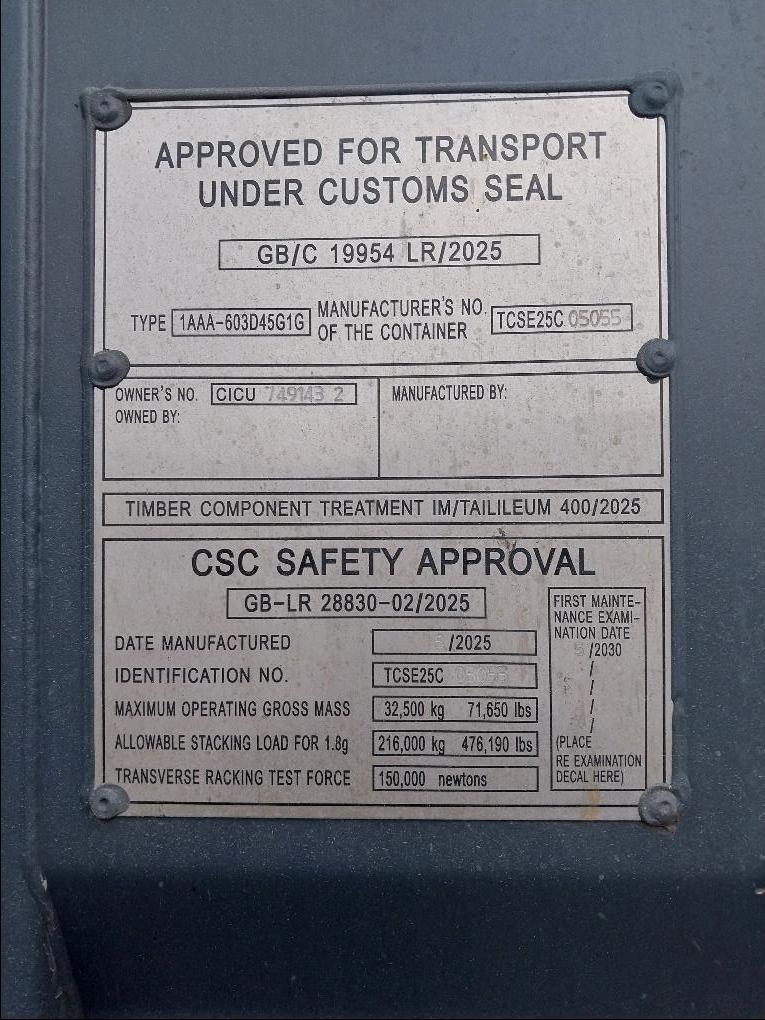 APPROVED FOR TRANSPORT
UNDER CUSTOMS SEAL
GB/C 19954 LR/2025
TYPE 1AAA-603D45G1G
MANUFACTURER'S NO.
OF THE CONTAINER
TCSE25C 05055
OWNER'S NO. CICU 749143 2
OWNED BY:
MANUFACTURED BY:
TIMBER COMPONENT TREATMENT IM/TAILILEUM 400/2025
CSC SAFETY APPROVAL
GB-LR 28830-02/2025
DATE MANUFACTURED /2025
IDENTIFICATION NO. TCSE25C 05055
MAXIMUM OPERATING GROSS MASS 32,500 kg 71,650 lbs
ALLOWABLE STACKING LOAD FOR 1.8g 216,000 kg 476,190 lbs
TRANSVERSE RACKING TEST FORCE 150,000 newtons
FIRST MAINTE-
NANCE EXAMI-
NATION DATE
5 /2030
/
/
/
/
(PLACE
RE EXAMINATION
DECAL HERE)